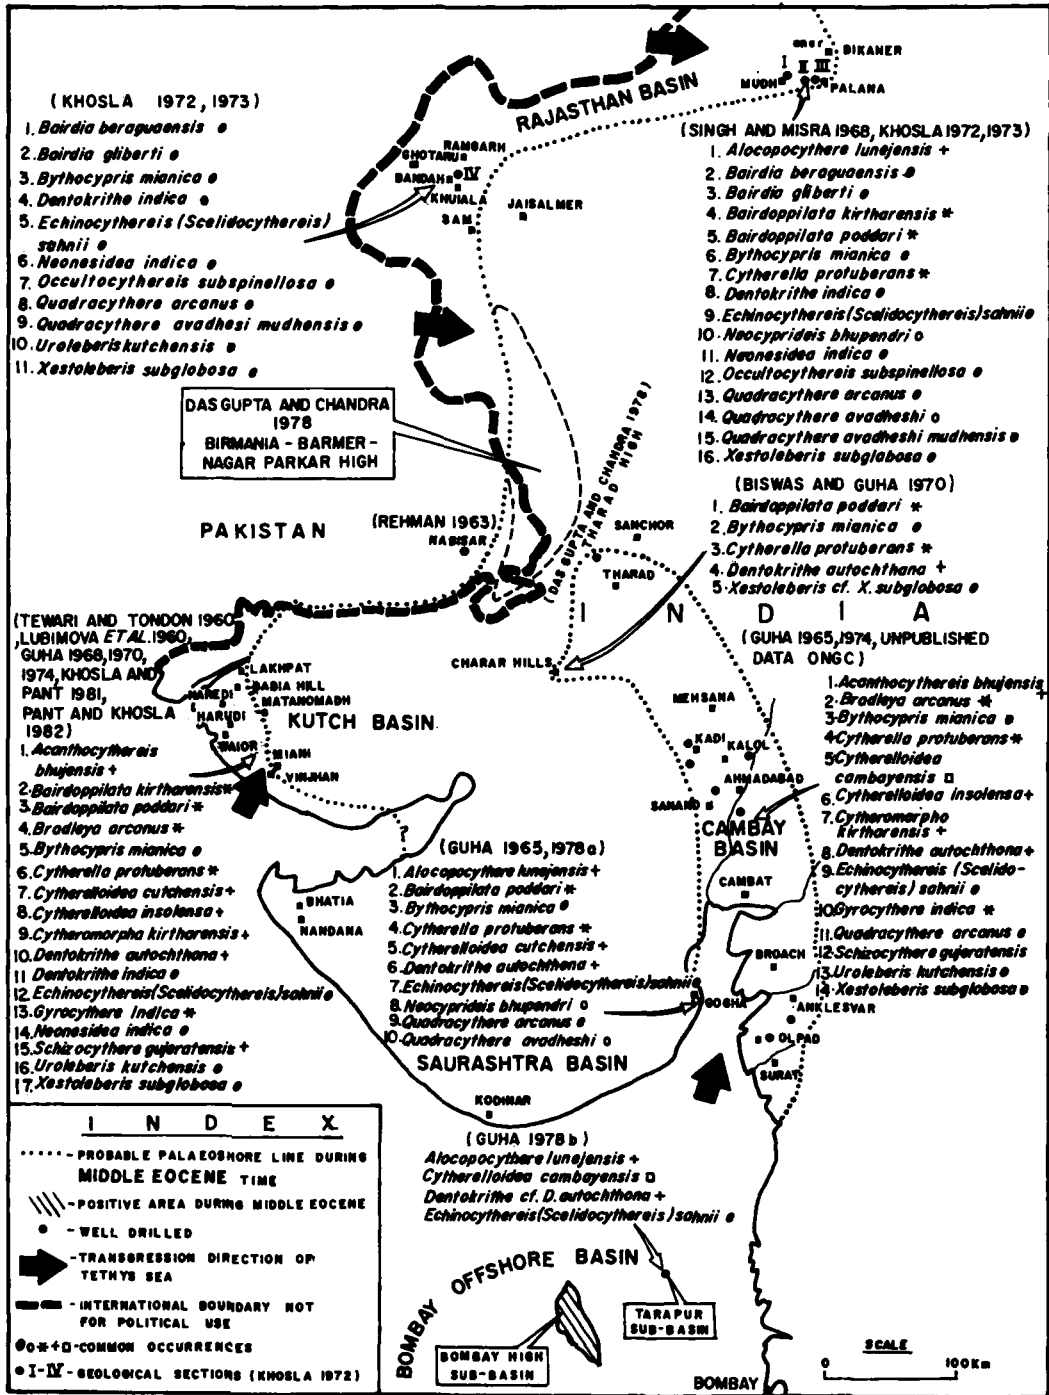 RAJASTHAN BASIN
I II III
BIKANER
MUDH
PALANA
(KHOSLA 1972, 1973)
1. Bairdia beraguaensis ●
2. Bairdia gliberti ●
3. Bythocypris mianica ●
4. Dentokrithe indica ●
5. Echinocythereis (Scelidocythereis)
sahnii ●
6. Neonesidea indica ●
7. Occultocythereis subspinellosa ●
8. Quadracythere arcanus ●
9. Quadracythere avadhesi mudhensis ●
10. Uroleberis kutchensis ●
11. Xestoleberis subglobosa ●
RAMGARH
GHOTARU
BANDAH
IV
KHUIALA
SAM
JAISALMER
(SINGH AND MISRA 1968, KHOSLA 1972, 1973)
1. Alocopocythere lunejensis +
2. Bairdia beraguaensis ●
3. Bairdia gliberti ●
4. Bairdoppilata kirtharensis *
5. Bairdoppilata poddari *
6. Bythocypris mianica ●
7. Cytherella protuberans *
8. Dentokrithe indica ●
9. Echinocythereis (Scelidocythereis) sahnii ●
10. Neocyprideis bhupendri o
11. Neonesidea indica ●
12. Occultocythereis subspinellosa ●
13. Quadracythere arcanus ●
14. Quadracythere avadheshi o
15. Quadracythere avadheshi mudhensis ●
16. Xestoleberis subglobosa ●
DAS GUPTA AND CHANDRA
1978
BIRMANIA - BARMER -
NAGAR PARKAR HIGH
(DAS GUPTA AND CHANDRA 1978)
THARAD HIGH
PAKISTAN
(REHMAN 1963)
NABISAR
SANCHOR
THARAD
(BISWAS AND GUHA 1970)
1. Bairdoppilata poddari *
2. Bythocypris mianica ●
3. Cytherella protuberans *
4. Dentokrithe autochthana +
5. Xestoleberis cf. X. subglobosa ●
I N D I A
CHARAR HILLS
(TEWARI AND TONDON 1960
, LUBIMOVA ET AL. 1960,
GUHA 1968, 1970,
1974, KHOSLA AND
PANT 1981,
PANT AND KHOSLA
1982)
1. Acanthocythereis
bhujensis +
2. Bairdoppilata kirtharensis *
3. Bairdoppilata poddari *
4. Bradleya arcanus *
5. Bythocypris mianica ●
6. Cytherella protuberans *
7. Cytherelloidea cutchensis +
8. Cytherelloidea insolensa +
9. Cytheromorpha kirtharensis +
10. Dentokrithe autochthona +
11 Dentokrithe indica ●
12. Echinocythereis (Scelidocythereis) sahnii ●
13. Gyrocythere indica *
14. Neonesidea indica ●
15. Schizocythere gujeratensis +
16. Uroleberis kutchensis ●
17. Xestoleberis subglobosa ●
LAKHPAT
BABIA HILL
NAREDI
MATANOMADH
HARUDI
WAIOR
MIANI
VINJHAN
KUTCH BASIN
?
(GUHA 1965, 1974, UNPUBLISHED
DATA ONGC)
1. Acanthocythereis bhujensis +
2. Bradleya arcanus *
3. Bythocypris mianica ●
4. Cytherella protuberans *
5. Cytherelloidea
cambayensis □
6. Cytherelloidea insolensa +
7. Cytheromorpho
kirtharensis +
8. Dentokrithe autochthona +
9. Echinocythereis (Scelido-
cythereis) sahnii ●
10. Gyrocythere indica *
11. Quadracythere arcanus ●
12. Schizocythere gujeratensis
13. Uroleberis kutchensis ●
14. Xestoleberis subglobosa ●
MEHSANA
KADI
KALOL
AHMADABAD
SANAND
CAMBAY
BASIN
CAMBAT
BROACH
ANKLESVAR
OLPAD
SURAT
(GUHA 1965, 1978a)
1. Alocopocythere lunejensis +
2. Bairdoppilata poddari *
3. Bythocypris mianica ●
4. Cytherella protuberans *
5. Cytherelloidea cutchensis +
6. Dentokrithe autochthona +
7. Echinocythereis (Scelidocythereis) sahnii ●
8. Neocyprideis bhupendri o
9. Quadracythere arcanus ●
10. Quadracythere avadheshi o
BHATIA
NANDANA
GOGHA
SAURASHTRA BASIN
KODINAR
(GUHA 1978b)
Alocopocythere lunejensis +
Cytherelloidea cambayensis □
Dentokrithe cf. D. autochthona +
Echinocythereis (Scelidocythereis) sahnii ●
BOMBAY OFFSHORE BASIN
TARAPUR
SUB-BASIN
BOMBAY HIGH
SUB-BASIN
BOMBAY
SCALE
0 100 Km
I N D E X
..... - PROBABLE PALAEOSHORE LINE DURING
MIDDLE EOCENE TIME
- POSITIVE AREA DURING MIDDLE EOCENE
● - WELL DRILLED
- TRANSGRESSION DIRECTION OF
TETHYS SEA
- INTERNATIONAL BOUNDARY NOT
FOR POLITICAL USE
●o*+□ - COMMON OCCURRENCES
● I-IV - GEOLOGICAL SECTIONS (KHOSLA 1972)